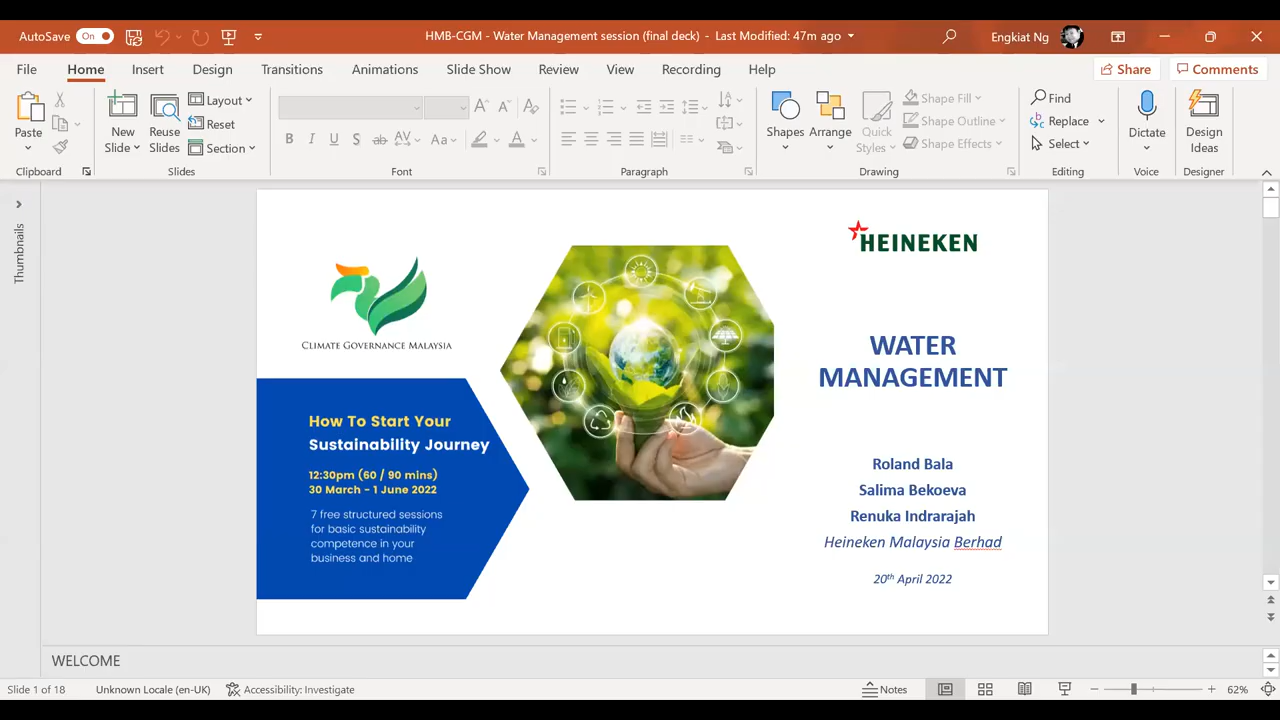 AutoSave On HMB-CGM - Water Management session (final deck) - Last Modified: 47m ago Engkiat Ng
File Home Insert Design Transitions Animations Slide Show Review View Recording Help Share Comments
Paste
New Slide
Reuse Slides
Layout
Reset
Section
B I U S ab AV Aa A
Shapes
Arrange
Quick Styles
Shape Fill
Shape Outline
Shape Effects
Find
Replace
Select
Dictate
Design Ideas
Clipboard Slides Font Paragraph Drawing Editing Voice Designer
Thumbnails
CLIMATE GOVERNANCE MALAYSIA
How To Start Your
Sustainability Journey
12:30pm (60 / 90 mins)
30 March - 1 June 2022
7 free structured sessions
for basic sustainability
competence in your
business and home
HEINEKEN
WATER
MANAGEMENT
Roland Bala
Salima Bekoeva
Renuka Indrarajah
Heineken Malaysia Berhad
20th April 2022
WELCOME
Slide 1 of 18 Unknown Locale (en-UK) Accessibility: Investigate Notes 62%